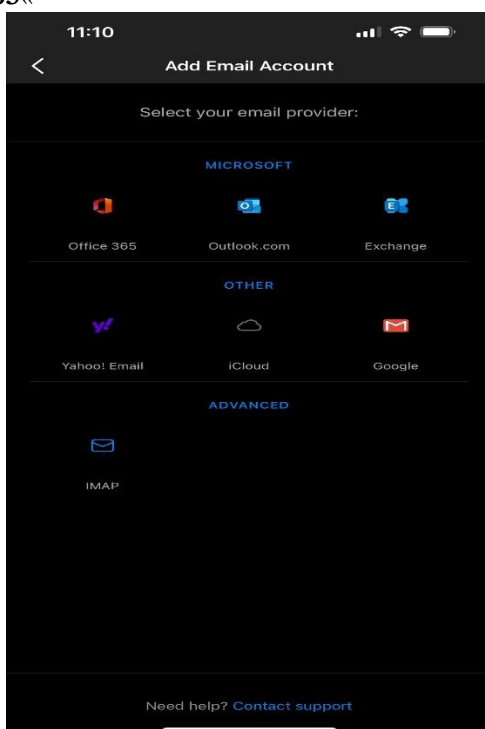 11:10
Add Email Account
Select your email provider:
MICROSOFT
Office 365 Outlook.com Exchange
OTHER
Yahoo! Email iCloud Google
ADVANCED
IMAP
Need help? Contact support